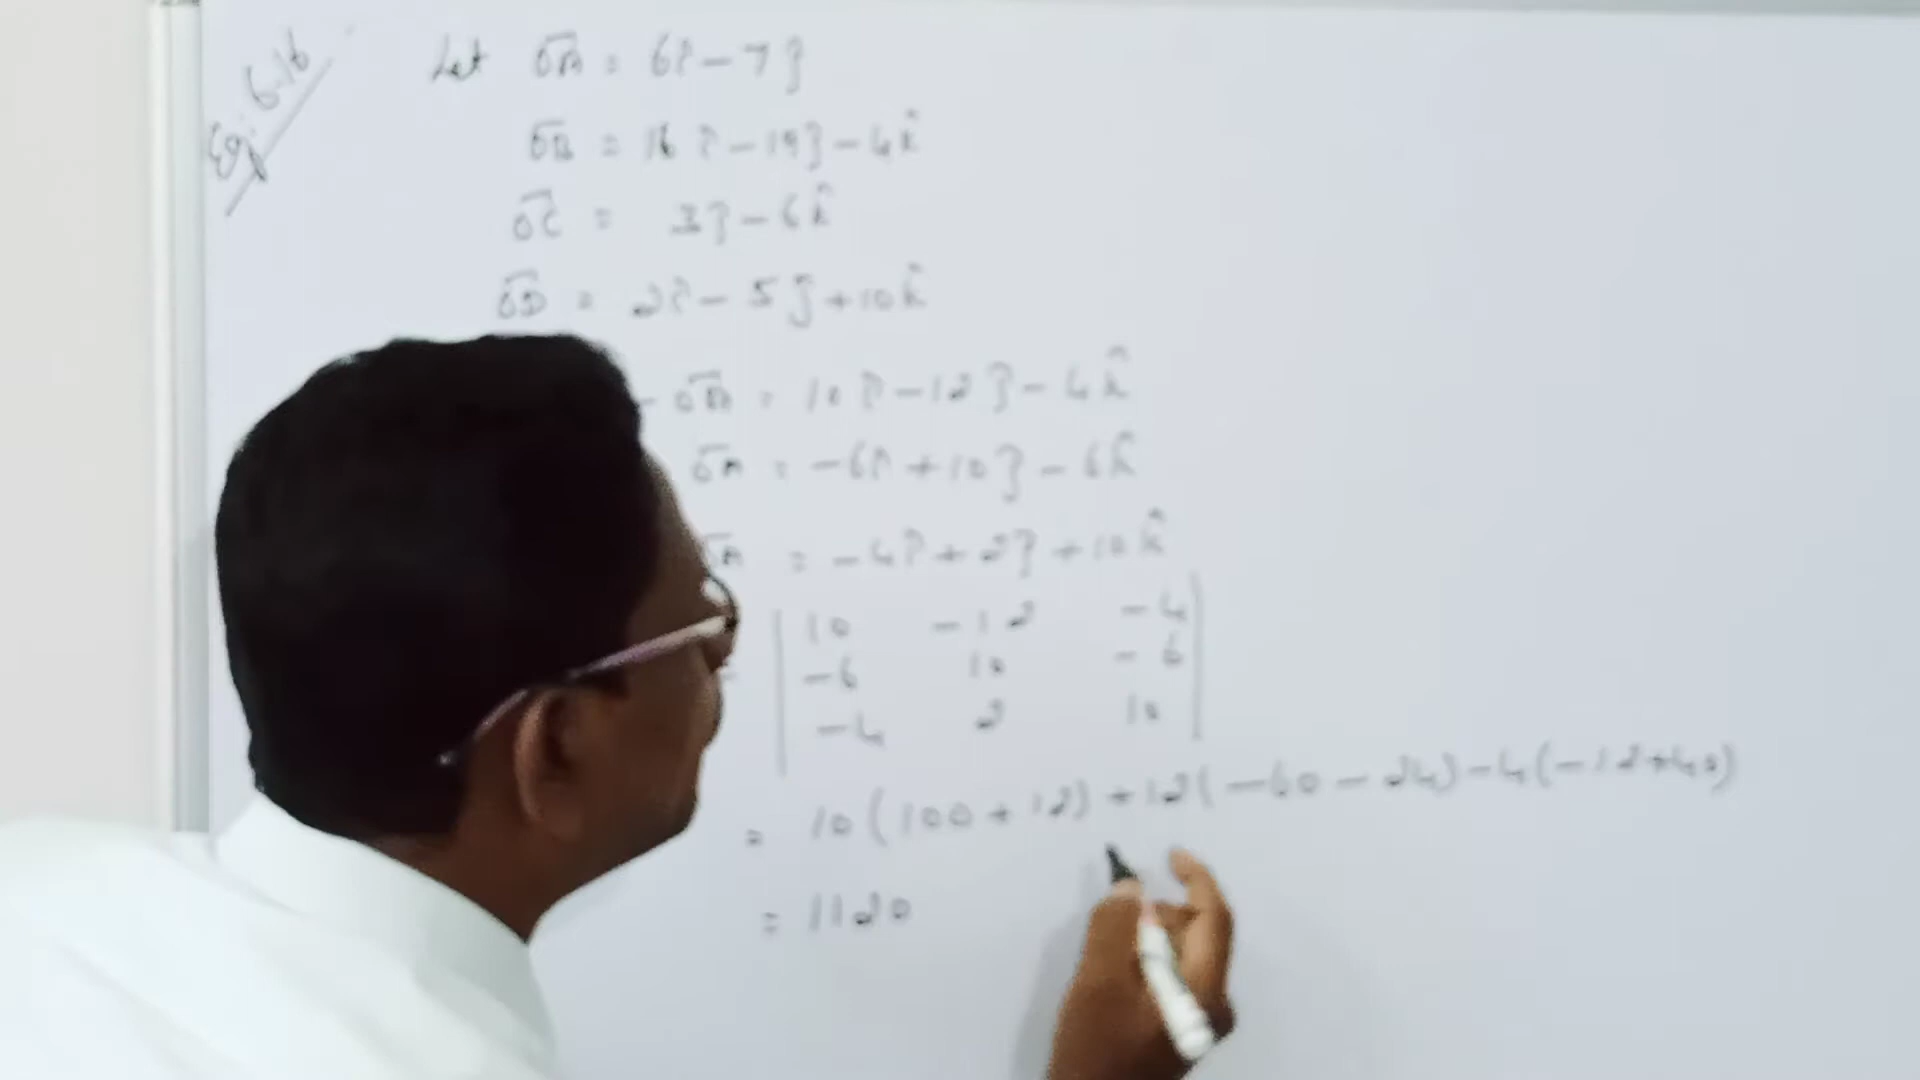 Eg: 6.16
Let OA = 6î - 7ĵ
OB = 16î - 19ĵ - 4k̂
OC = 3ĵ - 6k̂
OD = 2î - 5ĵ + 10k̂
- OA = 10î - 12ĵ - 4k̂
OA = -6î + 10ĵ - 6k̂
OA = -4î + 2ĵ + 10k̂
| 10 -12 -4 |
| -6 10 -6 |
| -4 2 10 |
= 10(100 + 12) + 12(-60 - 24) - 4(-12 + 40)
= 1120